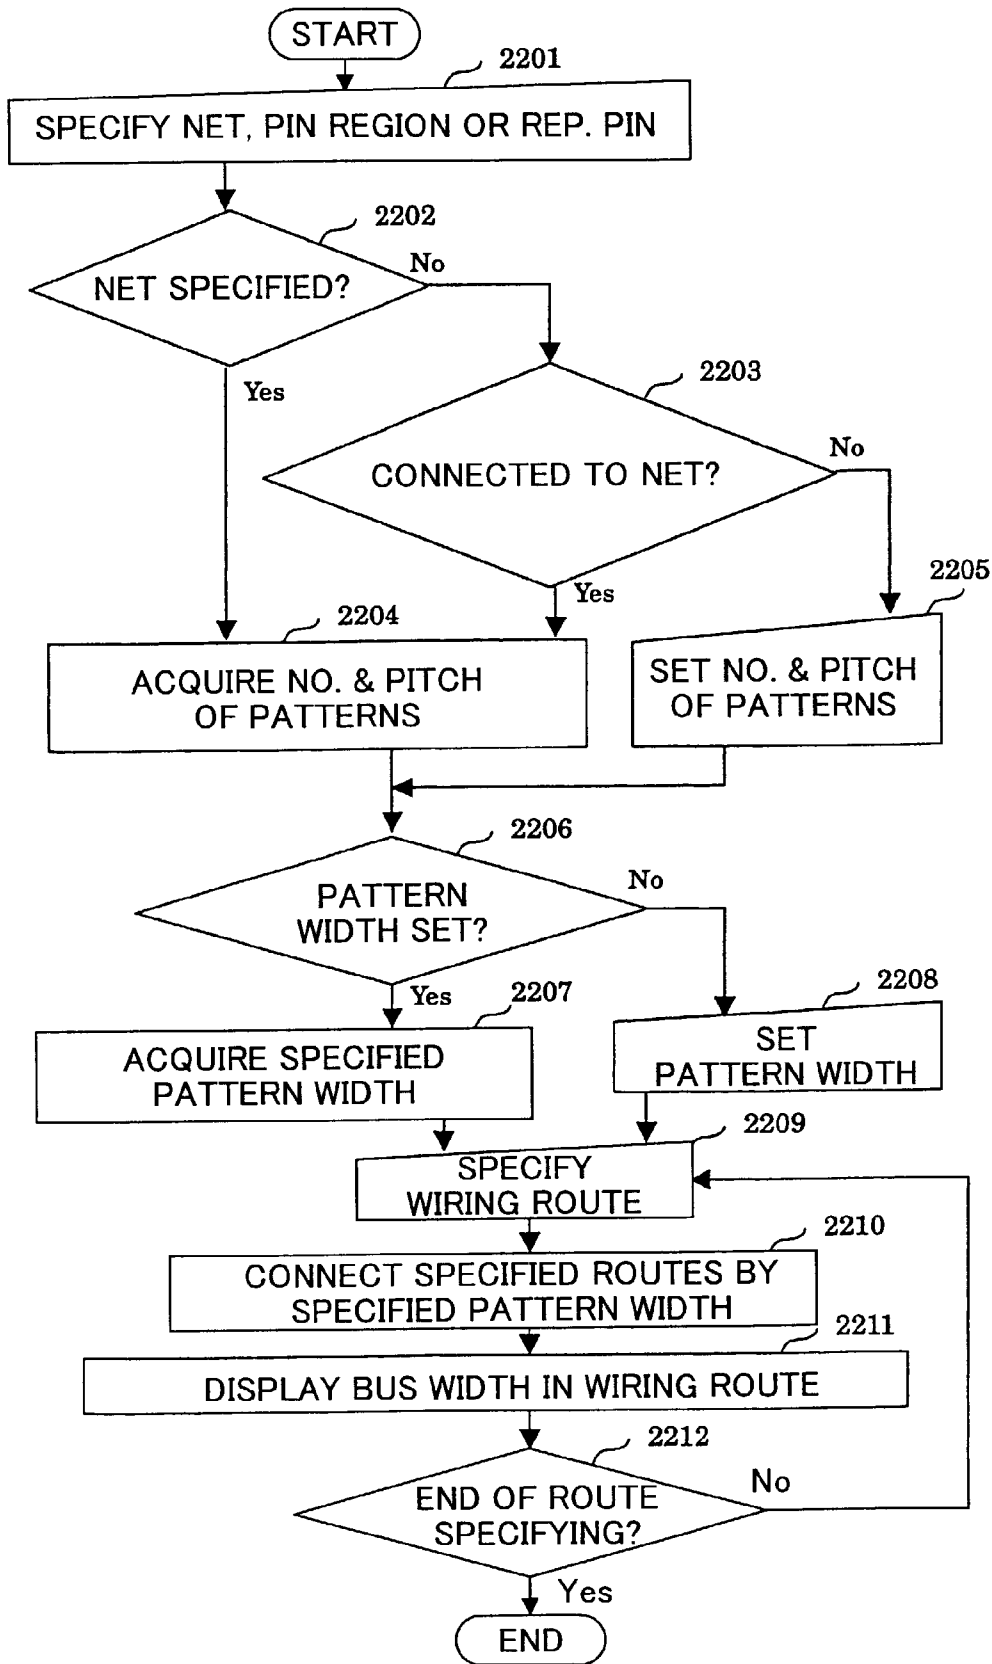 START
2201
SPECIFY NET, PIN REGION OR REP. PIN
2202
NET SPECIFIED?
No
Yes
2203
CONNECTED TO NET?
No
Yes
2204
ACQUIRE NO. & PITCH
OF PATTERNS
2205
SET NO. & PITCH
OF PATTERNS
2206
PATTERN
WIDTH SET?
No
Yes
2207
ACQUIRE SPECIFIED
PATTERN WIDTH
2208
SET
PATTERN WIDTH
2209
SPECIFY
WIRING ROUTE
2210
CONNECT SPECIFIED ROUTES BY
SPECIFIED PATTERN WIDTH
2211
DISPLAY BUS WIDTH IN WIRING ROUTE
2212
END OF ROUTE
SPECIFYING?
No
Yes
END